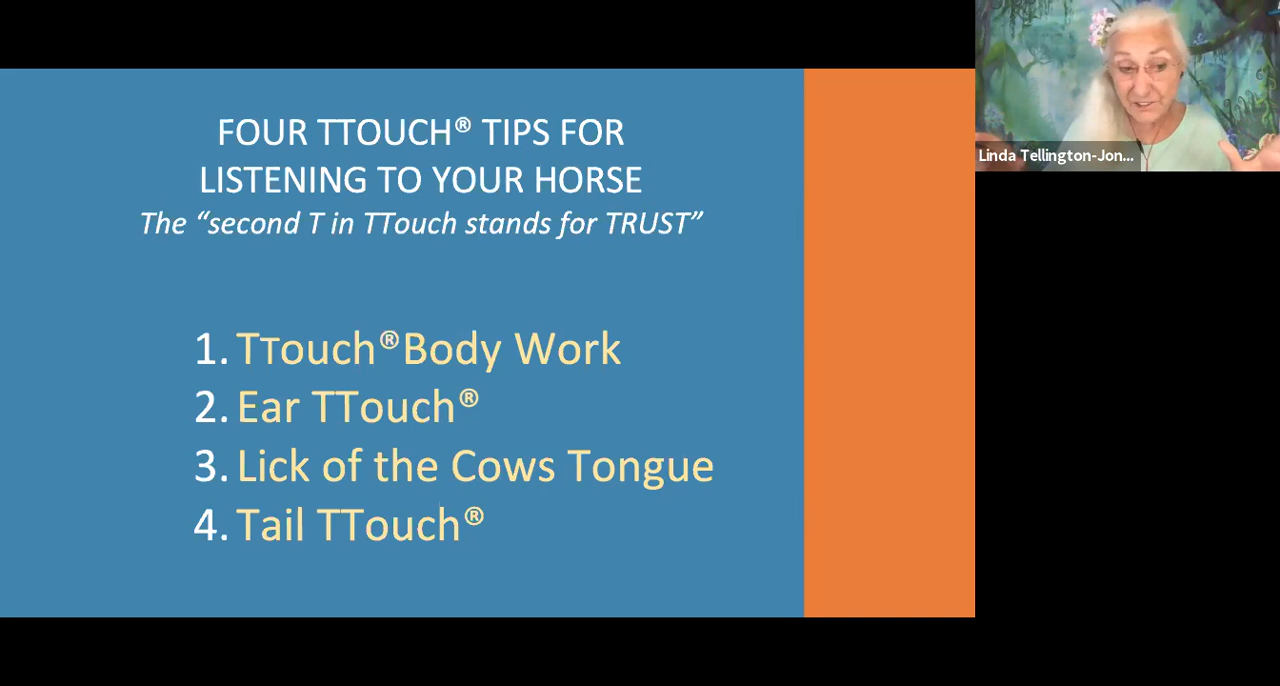 FOUR TTOUCH® TIPS FOR
LISTENING TO YOUR HORSE
The “second T in TTouch stands for TRUST”
1. TTouch®Body Work
2. Ear TTouch®
3. Lick of the Cows Tongue
4. Tail TTouch®
Linda Tellington-Jon...